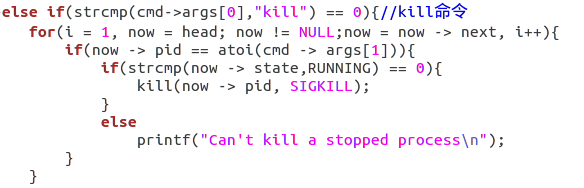 else if(strcmp(cmd->args[0],"kill") == 0){//kill命令
    for(i = 1, now = head; now != NULL;now = now -> next, i++){
        if(now -> pid == atoi(cmd -> args[1])){
            if(strcmp(now -> state,RUNNING) == 0){
                kill(now -> pid, SIGKILL);
            }
            else
                printf("Can't kill a stopped process\n");
        }
    }